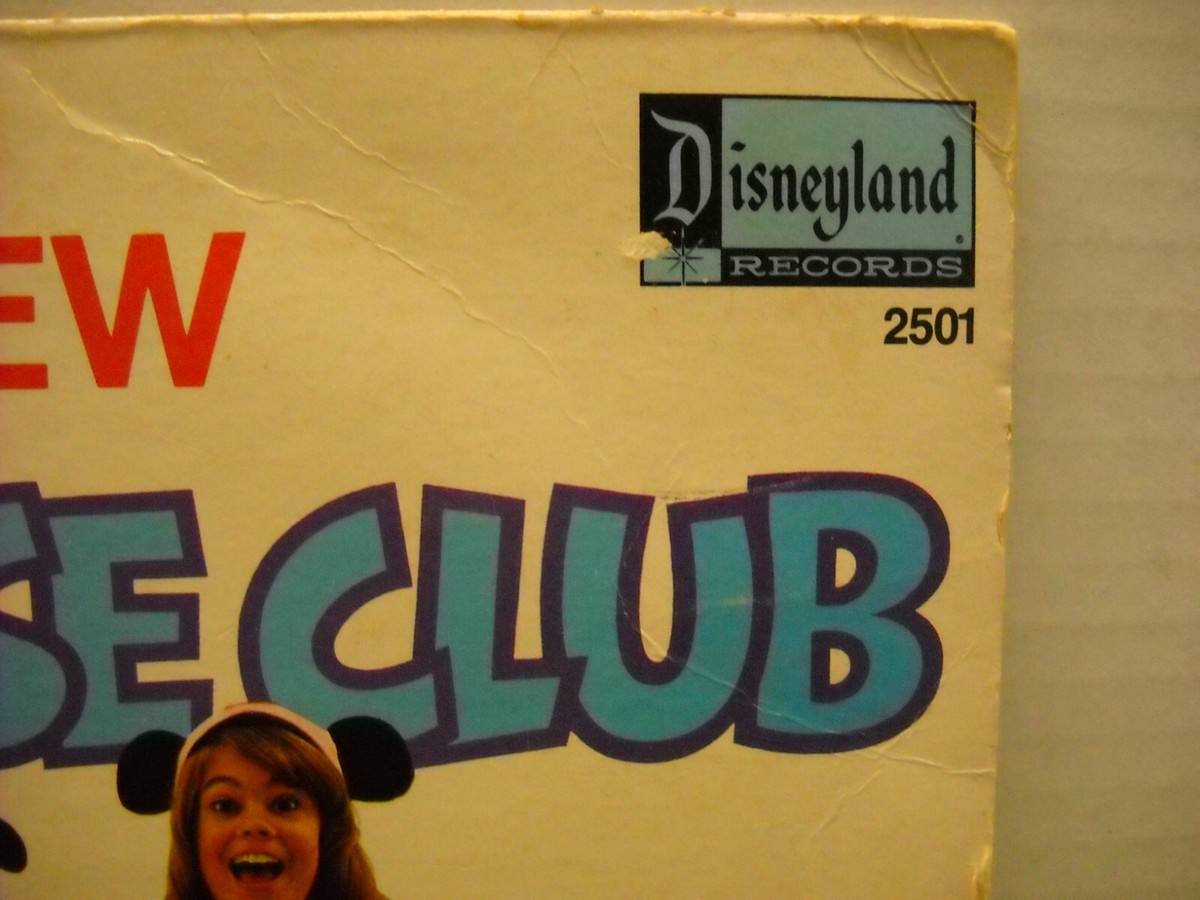 Disneyland
RECORDS
2501
EW
SE CLUB